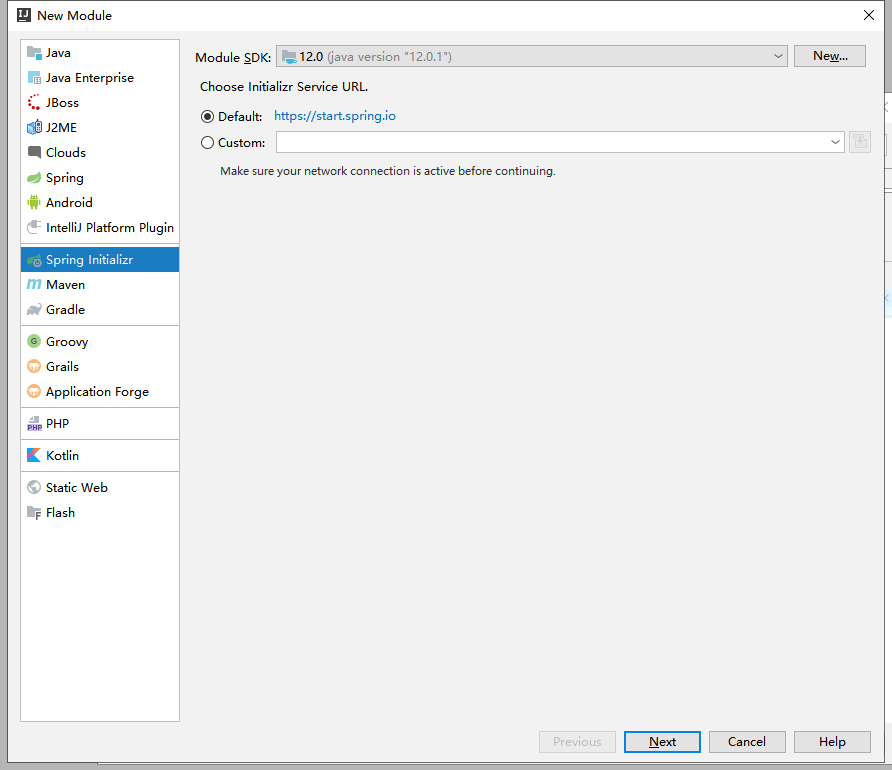 New Module
Java
Java Enterprise
JBoss
J2ME
Clouds
Spring
Android
IntelliJ Platform Plugin
Spring Initializr
Maven
Gradle
Groovy
Grails
Application Forge
PHP
Kotlin
Static Web
Flash
Module SDK: 12.0 (java version "12.0.1") New...
Choose Initializr Service URL.
Default: https://start.spring.io
Custom:
Make sure your network connection is active before continuing.
Previous Next Cancel Help